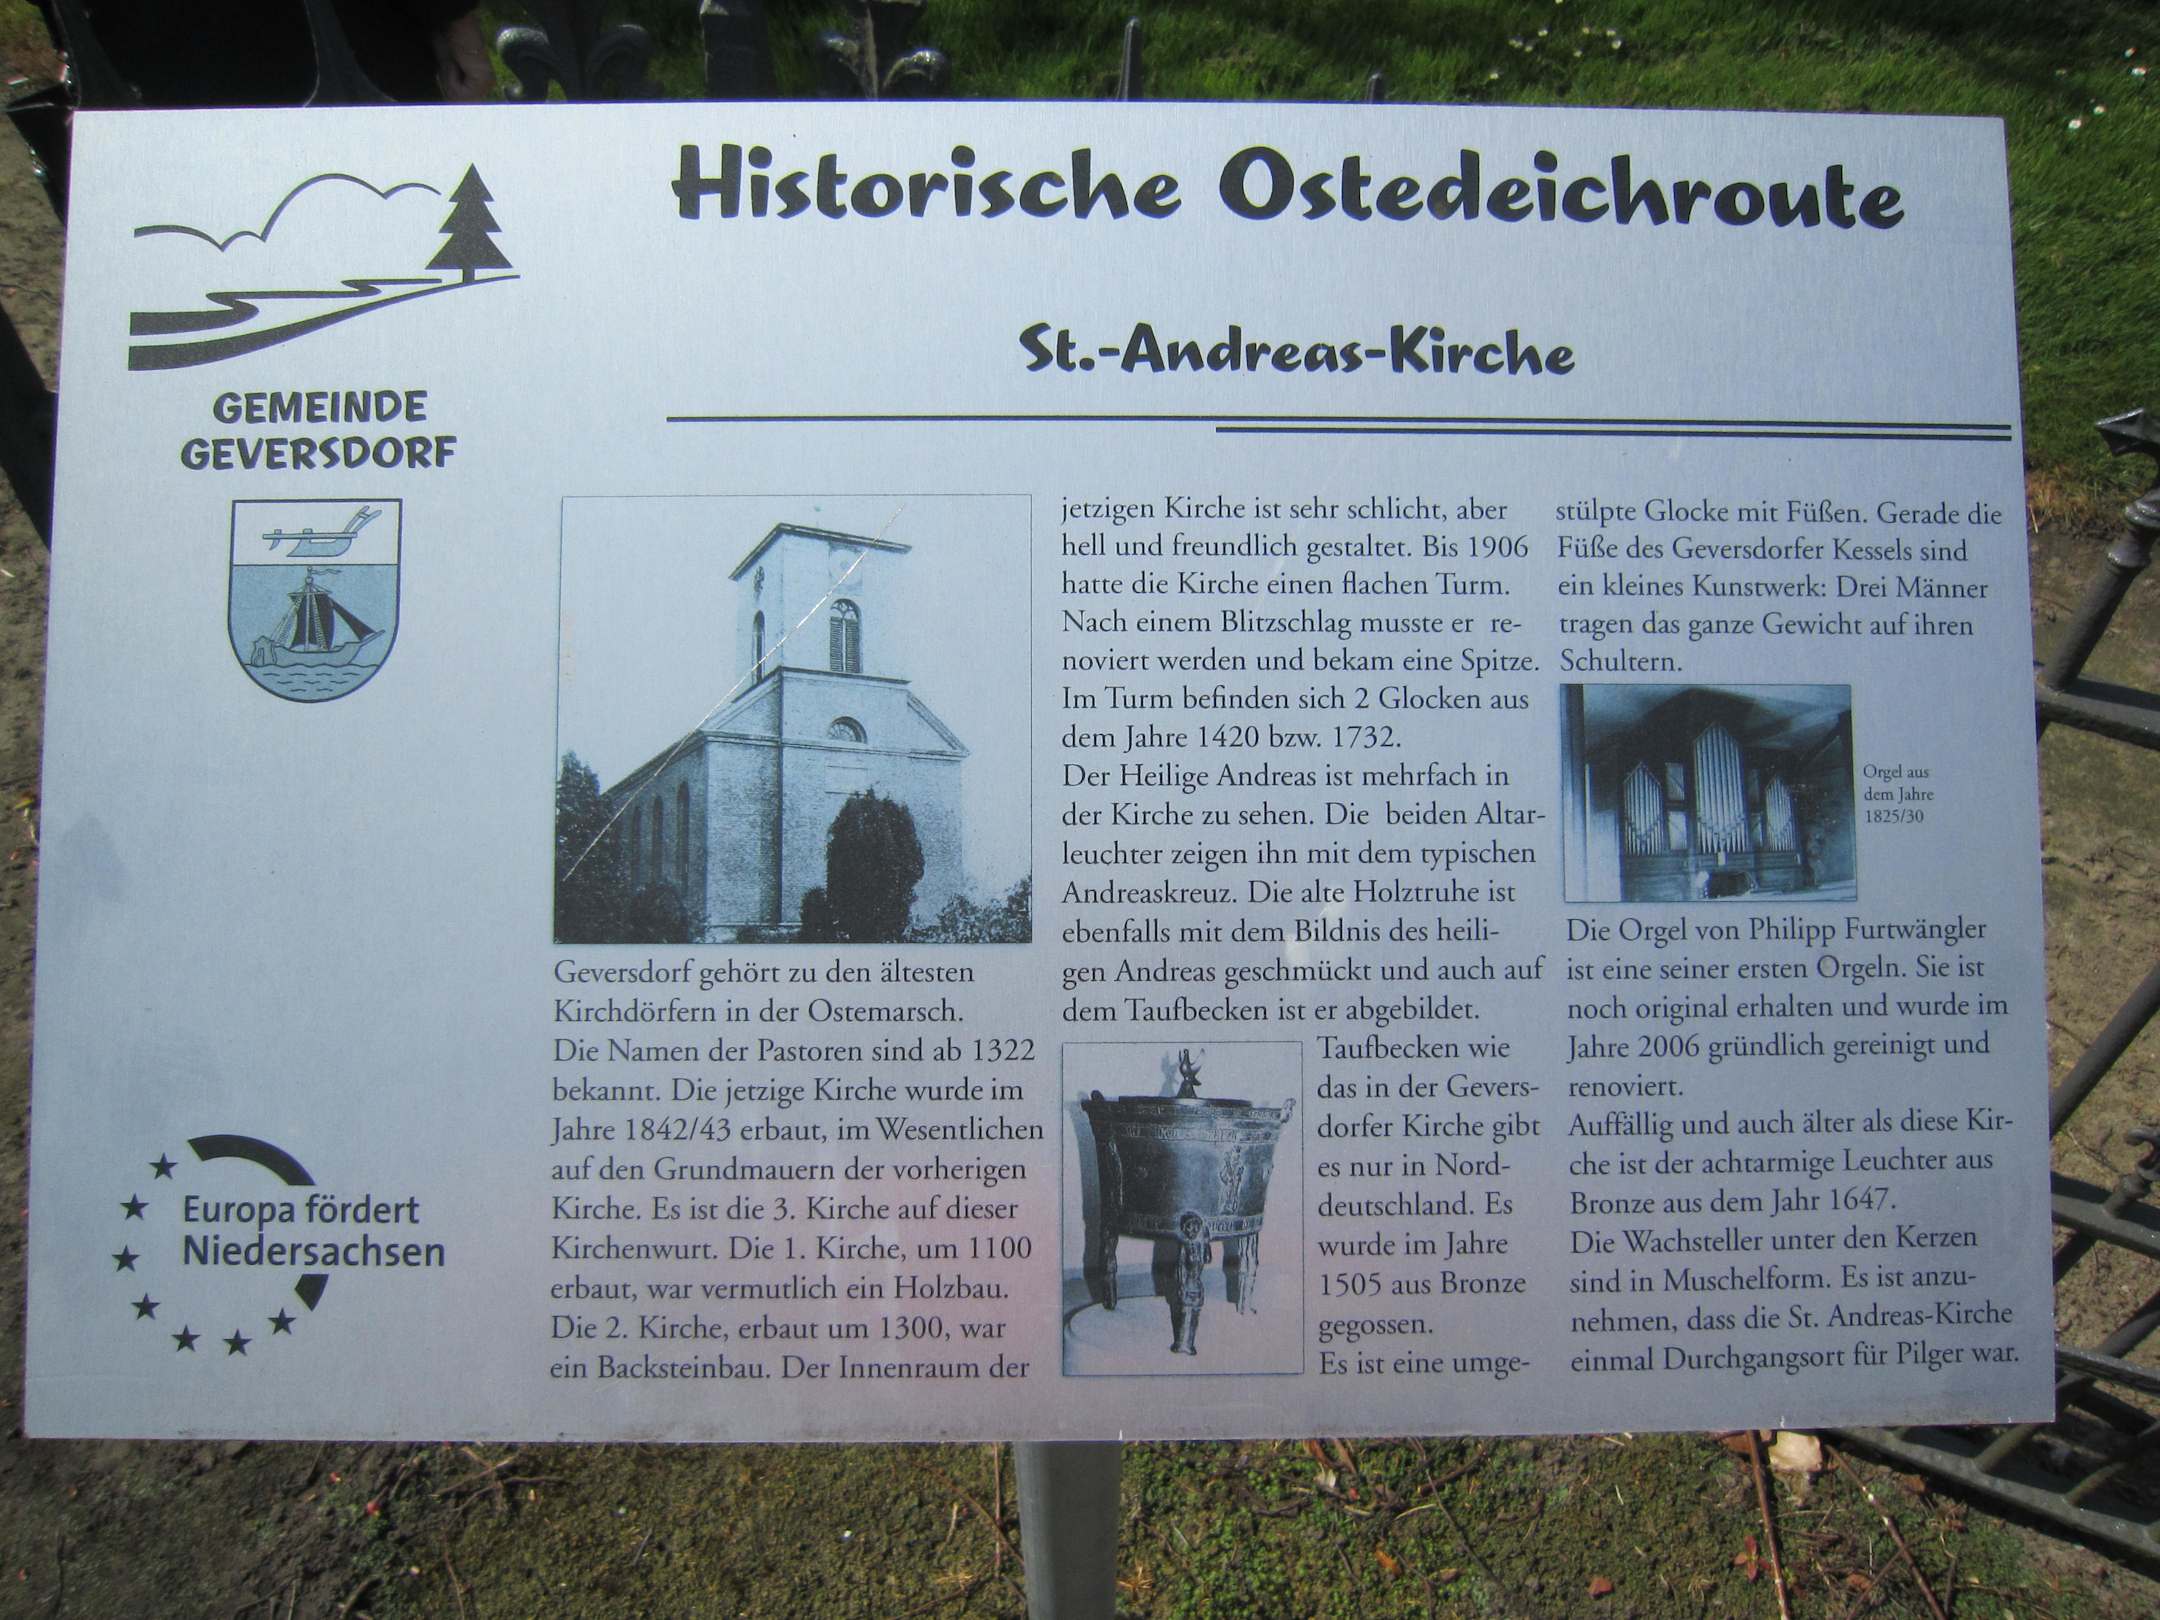 Historische Ostedeichroute
St.-Andreas-Kirche
GEMEINDE
GEVERSDORF
Europa fördert
Niedersachsen
Geversdorf gehört zu den ältesten
Kirchdörfern in der Ostemarsch.
Die Namen der Pastoren sind ab 1322
bekannt. Die jetzige Kirche wurde im
Jahre 1842/43 erbaut, im Wesentlichen
auf den Grundmauern der vorherigen
Kirche. Es ist die 3. Kirche auf dieser
Kirchenwurt. Die 1. Kirche, um 1100
erbaut, war vermutlich ein Holzbau.
Die 2. Kirche, erbaut um 1300, war
ein Backsteinbau. Der Innenraum der
jetzigen Kirche ist sehr schlicht, aber
hell und freundlich gestaltet. Bis 1906
hatte die Kirche einen flachen Turm.
Nach einem Blitzschlag musste er re-
noviert werden und bekam eine Spitze.
Im Turm befinden sich 2 Glocken aus
dem Jahre 1420 bzw. 1732.
Der Heilige Andreas ist mehrfach in
der Kirche zu sehen. Die beiden Altar-
leuchter zeigen ihn mit dem typischen
Andreaskreuz. Die alte Holztruhe ist
ebenfalls mit dem Bildnis des heili-
gen Andreas geschmückt und auch auf
dem Taufbecken ist er abgebildet.
Taufbecken wie
das in der Gevers-
dorfer Kirche gibt
es nur in Nord-
deutschland. Es
wurde im Jahre
1505 aus Bronze
gegossen.
Es ist eine umge-
stülpte Glocke mit Füßen. Gerade die
Füße des Geversdorfer Kessels sind
ein kleines Kunstwerk: Drei Männer
tragen das ganze Gewicht auf ihren
Schultern.
Orgel aus
dem Jahre
1825/30
Die Orgel von Philipp Furtwängler
ist eine seiner ersten Orgeln. Sie ist
noch original erhalten und wurde im
Jahre 2006 gründlich gereinigt und
renoviert.
Auffällig und auch älter als diese Kir-
che ist der achtarmige Leuchter aus
Bronze aus dem Jahr 1647.
Die Wachsteller unter den Kerzen
sind in Muschelform. Es ist anzu-
nehmen, dass die St. Andreas-Kirche
einmal Durchgangsort für Pilger war.